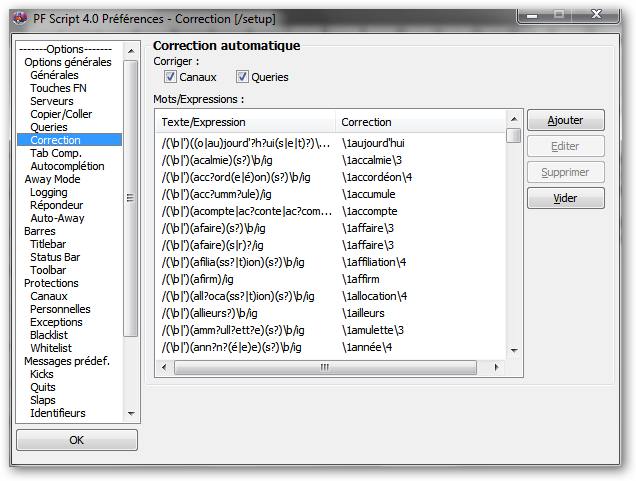 PF Script 4.0 Préférences - Correction [/setup]
-------Options-------
Options générales
Générales
Touches FN
Serveurs
Copier/Coller
Queries
Correction
Tab Comp.
Autocomplétion
Away Mode
Logging
Répondeur
Auto-Away
Barres
Titlebar
Status Bar
Toolbar
Protections
Canaux
Personnelles
Exceptions
Blacklist
Whitelist
Messages prédef.
Kicks
Quits
Slaps
Identifieurs
OK
Correction automatique
Corriger :
Canaux Queries
Mots/Expressions :
Texte/Expression Correction
/(\b|')((o|au)jourd'?h?ui(s|e|t)?)\... \1aujourd'hui
/(\b|')(acalmie)(s?)\b/ig \1accalmie\3
/(\b|')(acc?ord(e|é)on)(s?)\b/ig \1accordéon\4
/(\b|')(acc?umm?ule)/ig \1accumule
/(\b|')(acompte|ac?conte|ac?com... \1accompte
/(\b|')(afaire)(s?)\b/ig \1affaire\3
/(\b|')(afaire)(s|r)?/ig \1affaire\3
/(\b|')(afilia(ss?|t)ion)(s?)\b/ig \1affiliation\4
/(\b|')(afirm)/ig \1affirm
/(\b|')(all?oca(ss?|t)ion)(s?)\b/ig \1allocation\4
/(\b|')(allieurs?)\b/ig \1ailleurs
/(\b|')(amm?ull?ett?e)(s?)\b/ig \1amulette\3
/(\b|')(ann?n?(é|e)e)(s?)\b/ig \1année\4
Ajouter
Editer
Supprimer
Vider